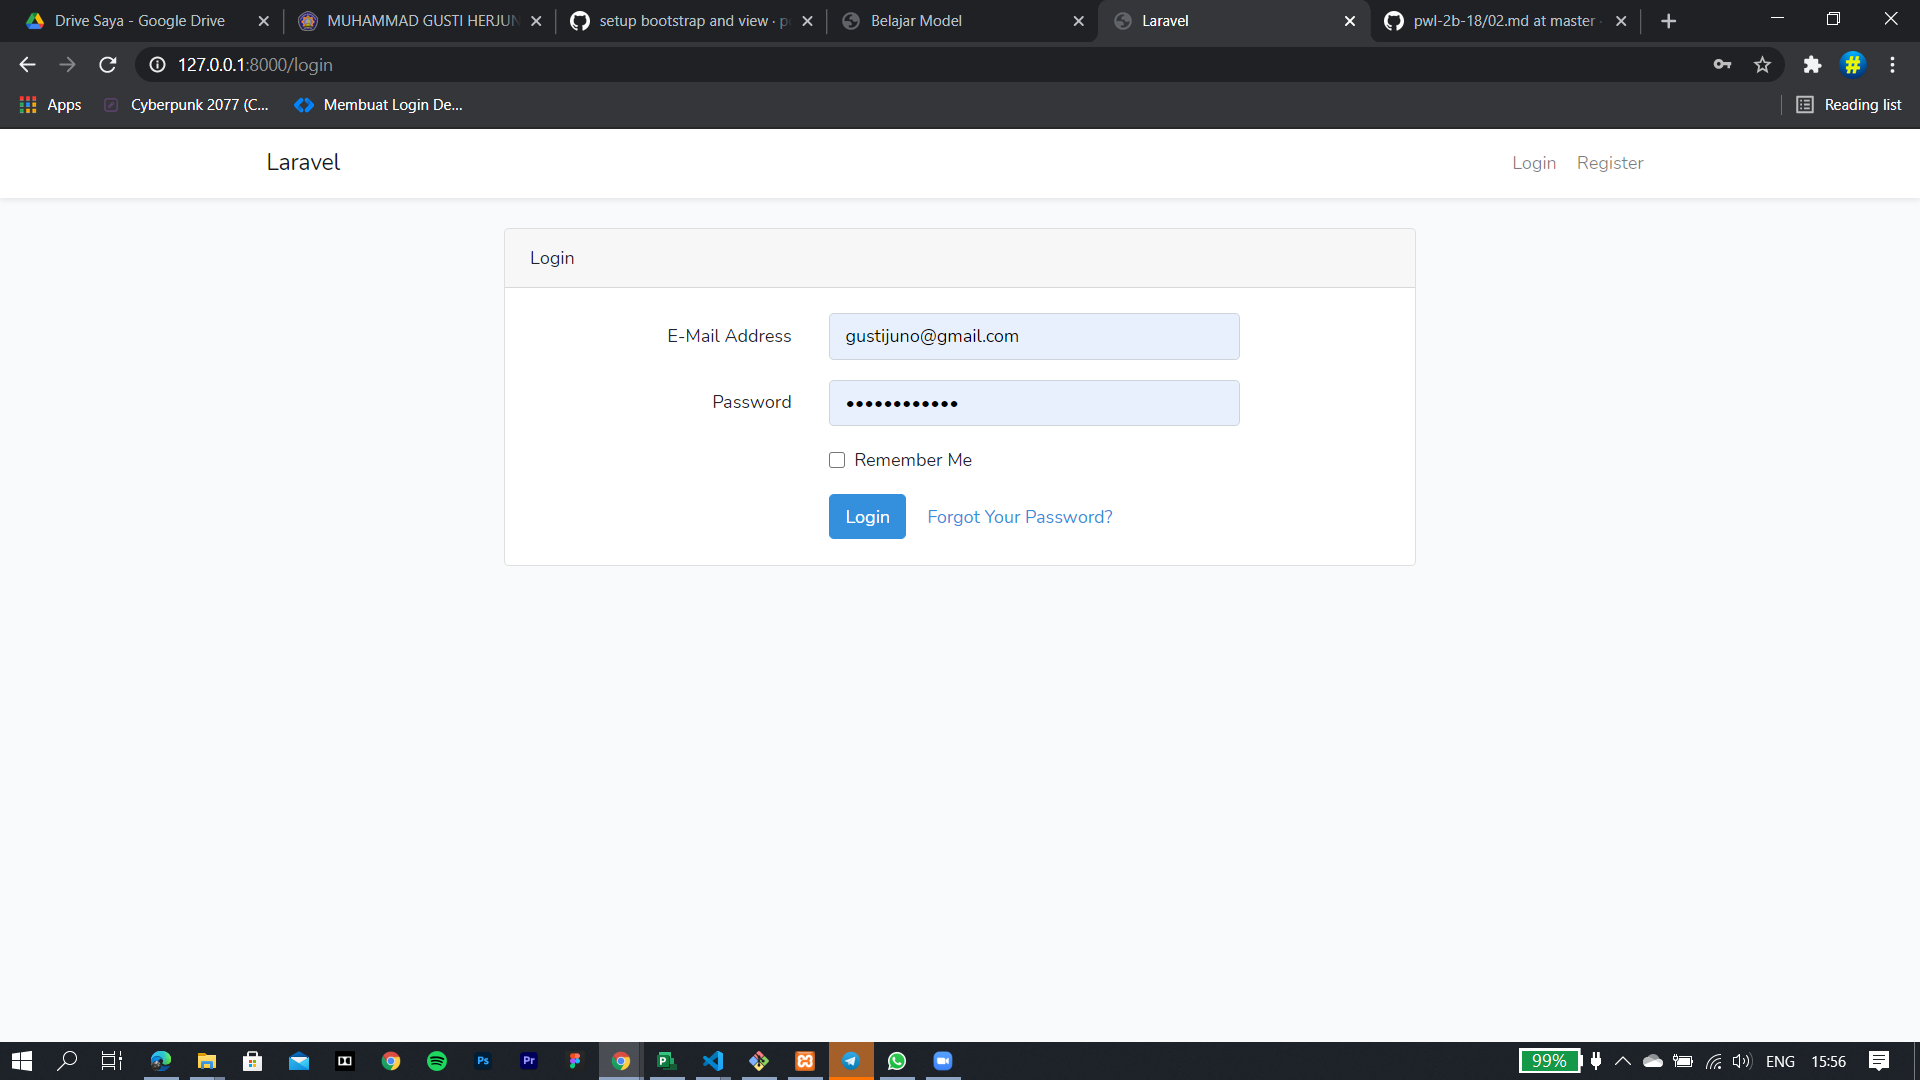 Drive Saya - Google Drive
MUHAMMAD GUSTI HERJUN
setup bootstrap and view · p
Belajar Model
Laravel
pwl-2b-18/02.md at master
127.0.0.1:8000/login
Apps
Cyberpunk 2077 (C...
Membuat Login De...
Reading list
Laravel
Login
Register
Login
E-Mail Address
gustijuno@gmail.com
Password
••••••••••••
Remember Me
Login
Forgot Your Password?
Ps
Pr
99%
ENG
15:56